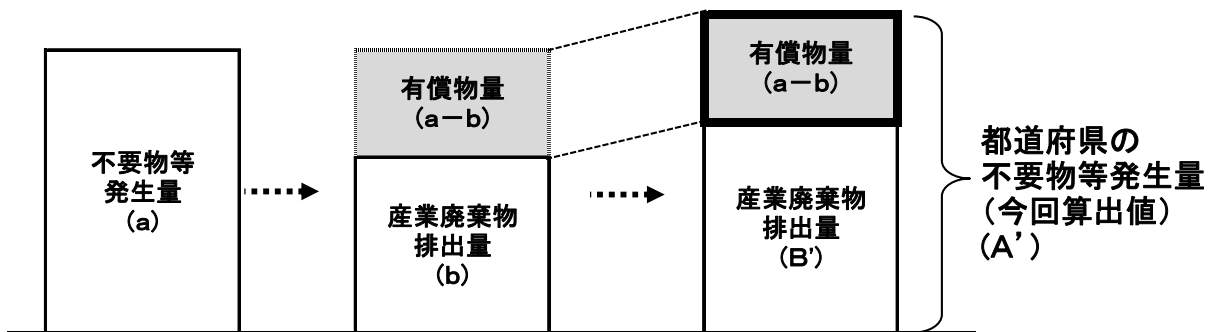 不要物等
発生量
(a)
有償物量
(a－b)
産業廃棄物
排出量
(b)
有償物量
(a－b)
産業廃棄物
排出量
(B')
都道府県の
不要物等発生量
（今回算出値）
(A’)